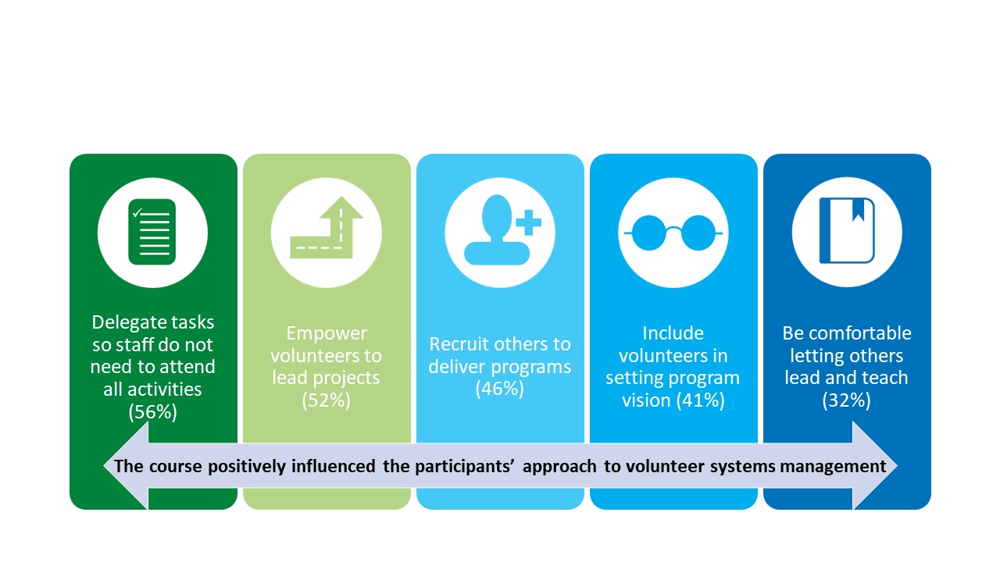 Delegate tasks
so staff do not
need to attend
all activities
(56%)
Empower
volunteers to
lead projects
(52%)
Recruit others to
deliver programs
(46%)
Include
volunteers in
setting program
vision (41%)
Be comfortable
letting others
lead and teach
(32%)
The course positively influenced the participants’ approach to volunteer systems management